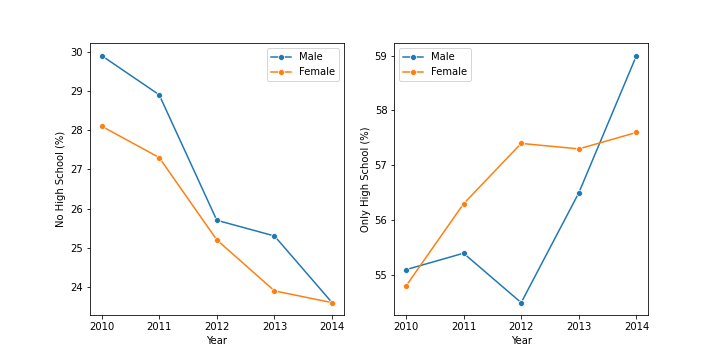 No High School (%)
30
29
28
27
26
25
24
Male
Female
2010 2011 2012 2013 2014
Year
Only High School (%)
59
58
57
56
55
Male
Female
2010 2011 2012 2013 2014
Year